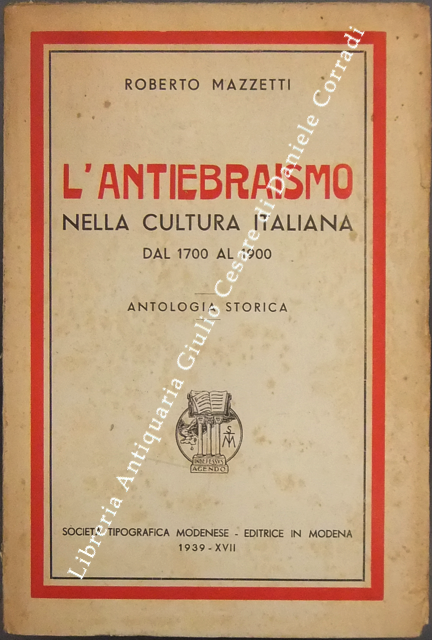 ROBERTO MAZZETTI
L'ANTIEBRAISMO
NELLA CULTURA ITALIANA
DAL 1700 AL 1900
ANTOLOGIA STORICA
S
M
AGENDO
SOCIETÀ TIPOGRAFICA MODENESE - EDITRICE IN MODENA
1939 - XVII
Libreria Antiquaria Giulio Cesare di Daniele Corradi